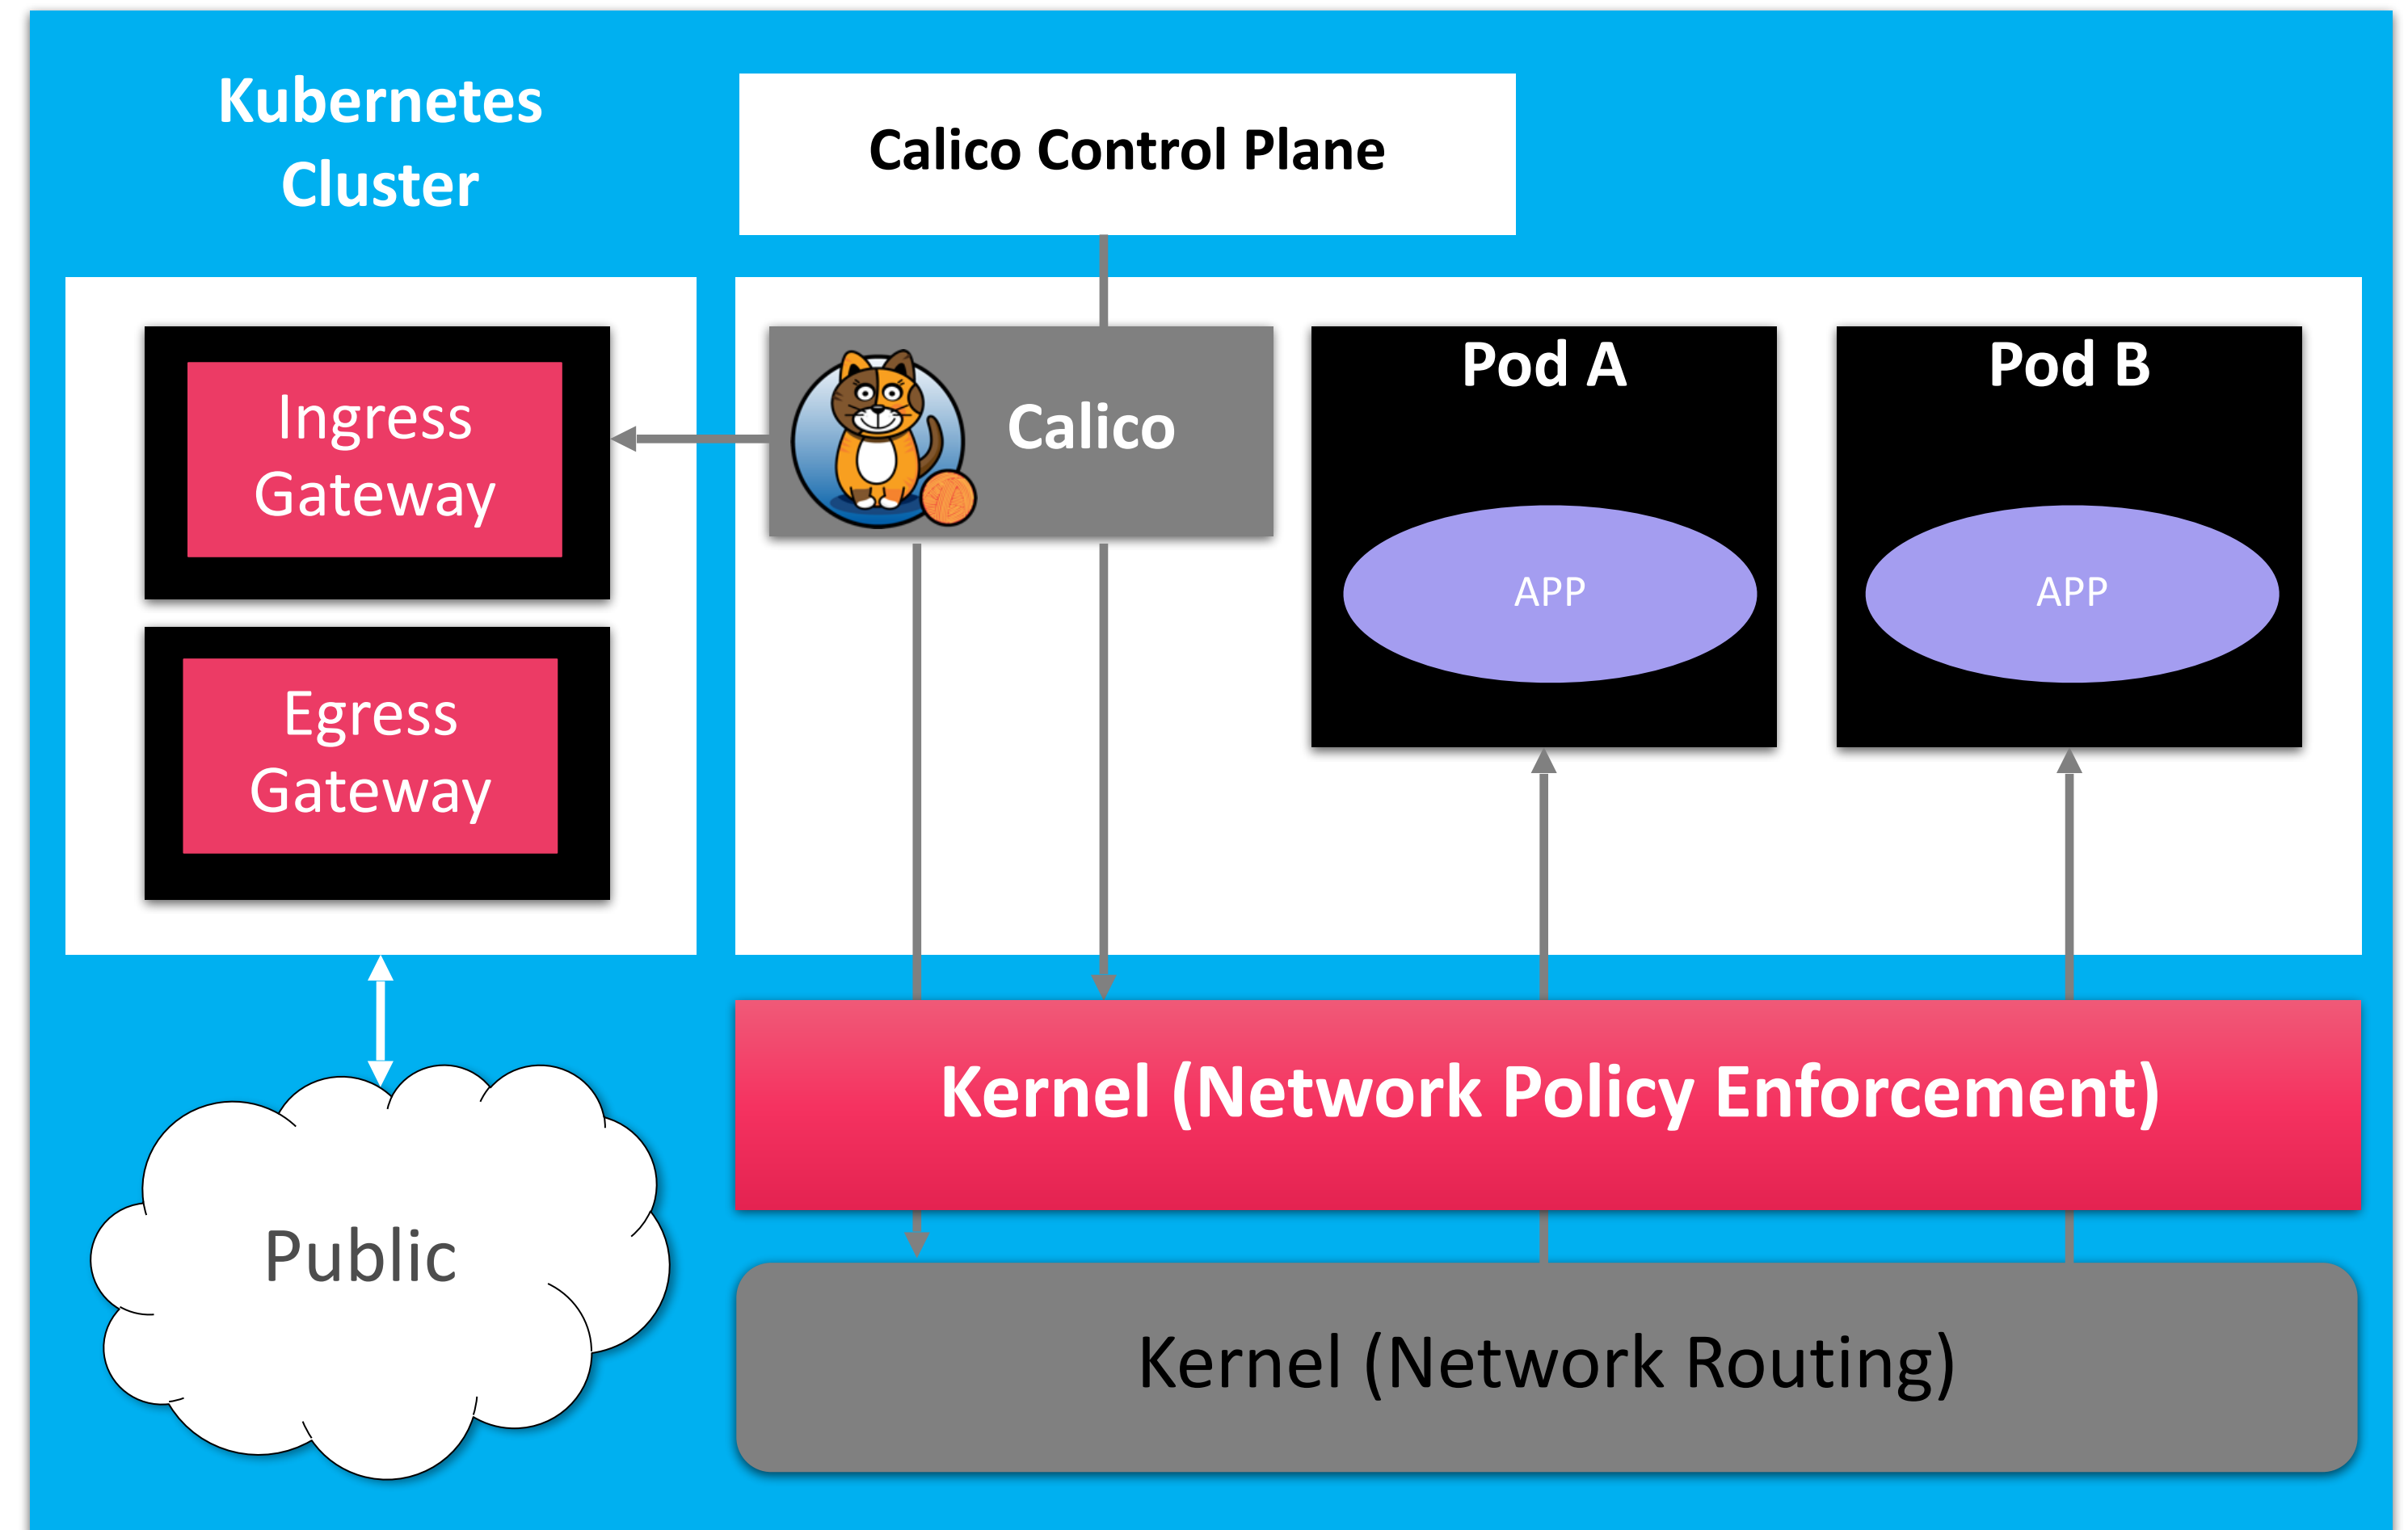 Kubernetes
Cluster
Calico Control Plane
Ingress
Gateway
Calico
Pod A
APP
Pod B
APP
Egress
Gateway
Public
Kernel (Network Policy Enforcement)
Kernel (Network Routing)